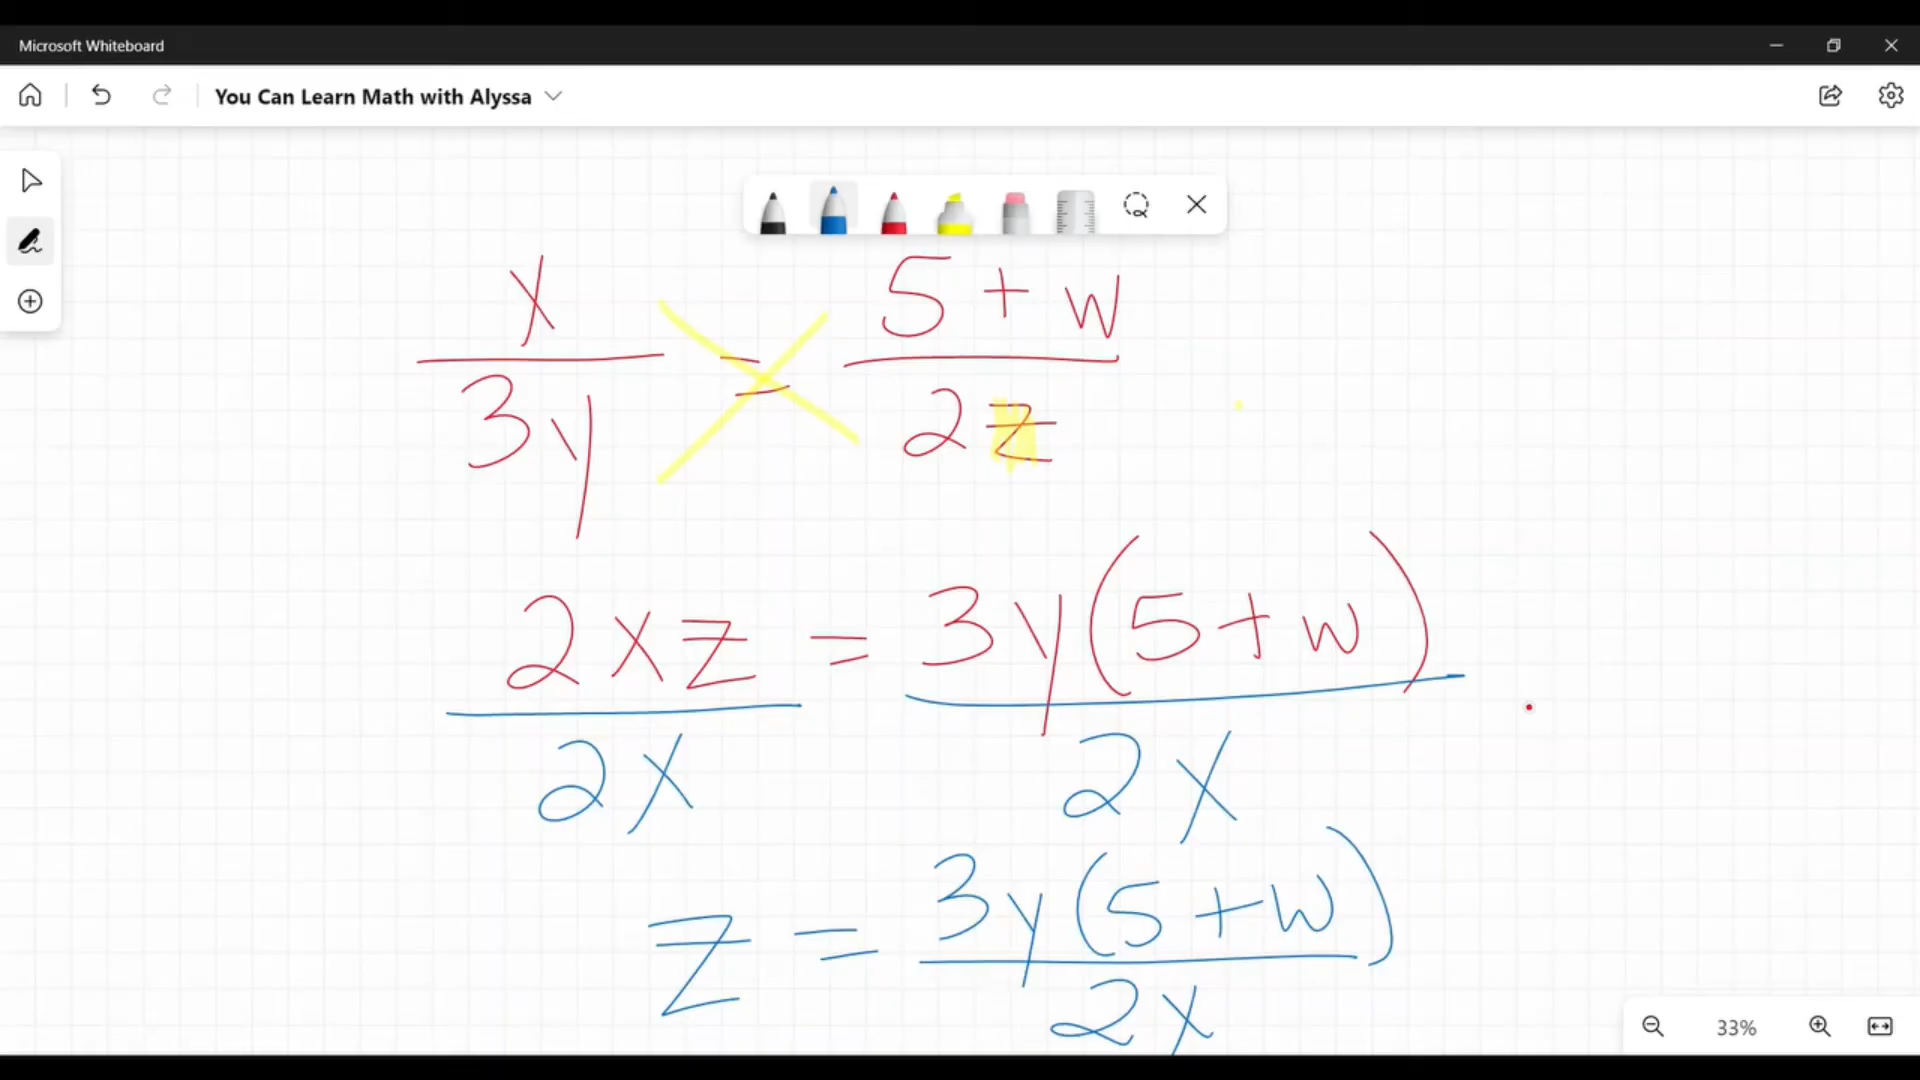 Microsoft Whiteboard
You Can Learn Math with Alyssa
x/3y = 5 + w/2z
2xz/2x = 3y(5+w)/2x
z = 3y(5+w)/2x
33%